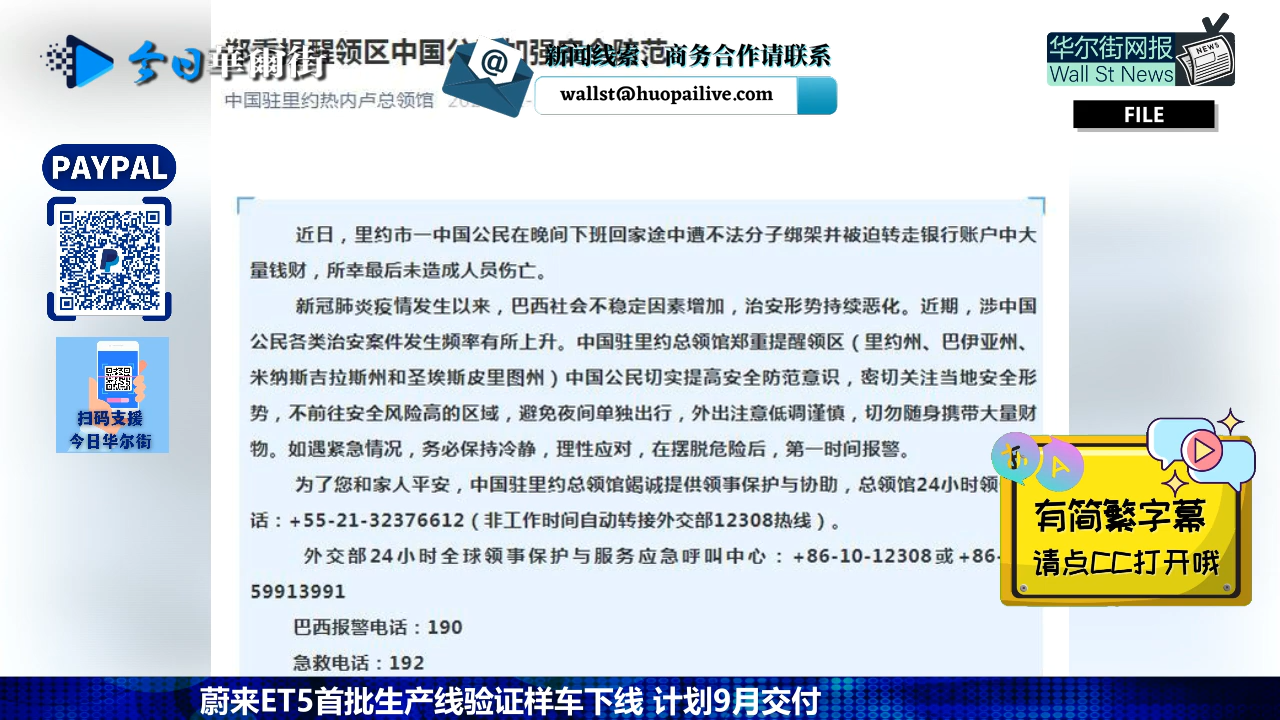 今日華爾街
郑重提醒领区中国公
加强安全防范
中国驻里约热内卢总领馆
新闻线索、商务合作请联系
wallst@huopailive.com
华尔街网报
Wall St News
NEWS
FILE
PAYPAL
扫码支援
今日华尔街
近日，里约市一中国公民在晚间下班回家途中遭不法分子绑架并被迫转走银行账户中大
量钱财，所幸最后未造成人员伤亡。
新冠肺炎疫情发生以来，巴西社会不稳定因素增加，治安形势持续恶化。近期，涉中国
公民各类治安案件发生频率有所上升。中国驻里约总领馆郑重提醒领区（里约州、巴伊亚州、
米纳斯吉拉斯州和圣埃斯皮里图州）中国公民切实提高安全防范意识，密切关注当地安全形
势，不前往安全风险高的区域，避免夜间单独出行，外出注意低调谨慎，切勿随身携带大量财
物。如遇紧急情况，务必保持冷静，理性应对，在摆脱危险后，第一时间报警。
为了您和家人平安，中国驻里约总领馆竭诚提供领事保护与协助，总领馆24小时领
话：+55-21-32376612（非工作时间自动转接外交部12308热线）。
外交部24小时全球领事保护与服务应急呼叫中心：+86-10-12308或+86-
59913991
巴西报警电话：190
急救电话：192
有简繁字幕
请点CC打开哦
蔚来ET5首批生产线验证样车下线 计划9月交付